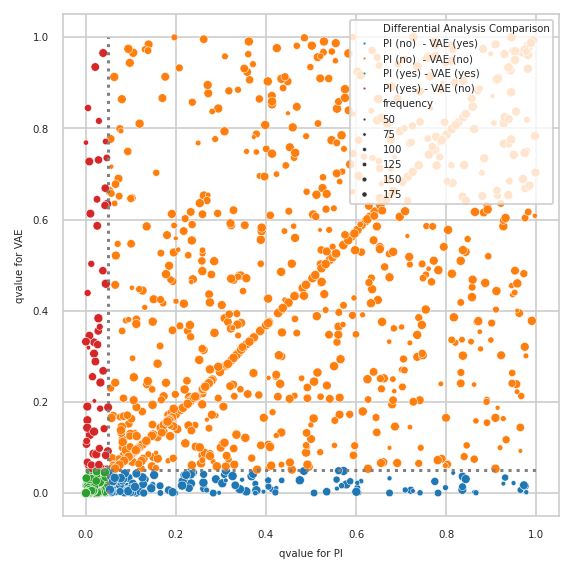 Differential Analysis Comparison
PI (no)  - VAE (yes)
PI (no)  - VAE (no)
PI (yes) - VAE (yes)
PI (yes) - VAE (no)
frequency
50
75
100
125
150
175
1.0
0.8
0.6
0.4
0.2
0.0
qvalue for VAE
0.0 0.2 0.4 0.6 0.8 1.0
qvalue for PI